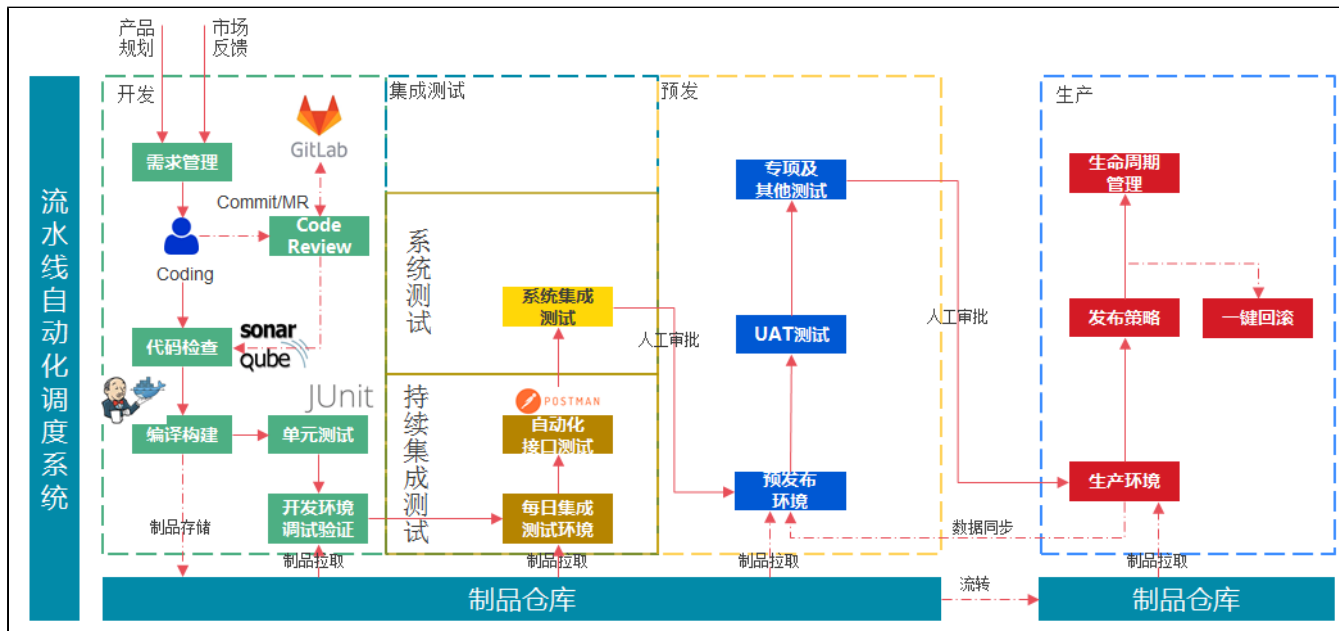 产品
规划
市场
反馈
流水线自动化调度系统
开发
GitLab
需求管理
Commit/MR
Code
Review
Coding
代码检查
sonar
qube
JUnit
编译构建
单元测试
开发环境
调试验证
制品存储
制品拉取
集成测试
系统测试
系统集成
测试
持续集成测试
POSTMAN
自动化
接口测试
每日集成
测试环境
制品拉取
人工审批
预发
专项及
其他测试
UAT测试
预发布
环境
制品拉取
人工审批
数据同步
生产
生命周期
管理
发布策略
一键回滚
生产环境
制品拉取
制品仓库
流转
制品仓库